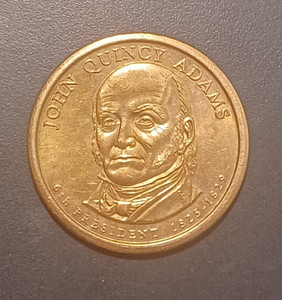 JOHN QUINCY ADAMS
6TH PRESIDENT 1825-1829